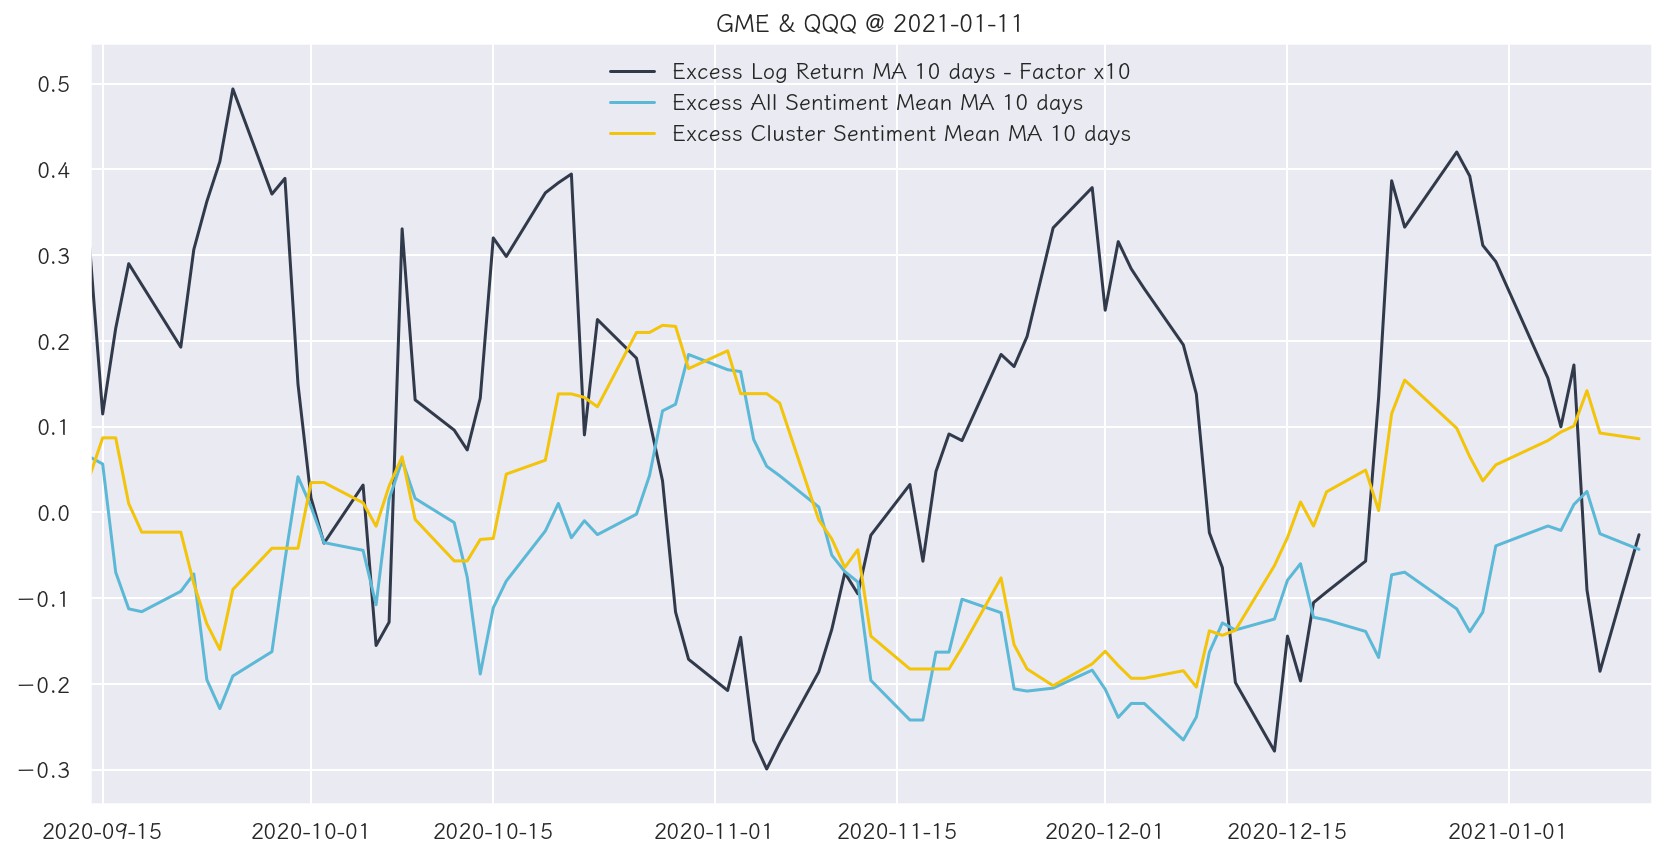 GME & QQQ @ 2021-01-11
Excess Log Return MA 10 days - Factor x10
Excess All Sentiment Mean MA 10 days
Excess Cluster Sentiment Mean MA 10 days
0.5
0.4
0.3
0.2
0.1
0.0
−0.1
−0.2
−0.3
2020-09-15 2020-10-01 2020-10-15 2020-11-01 2020-11-15 2020-12-01 2020-12-15 2021-01-01